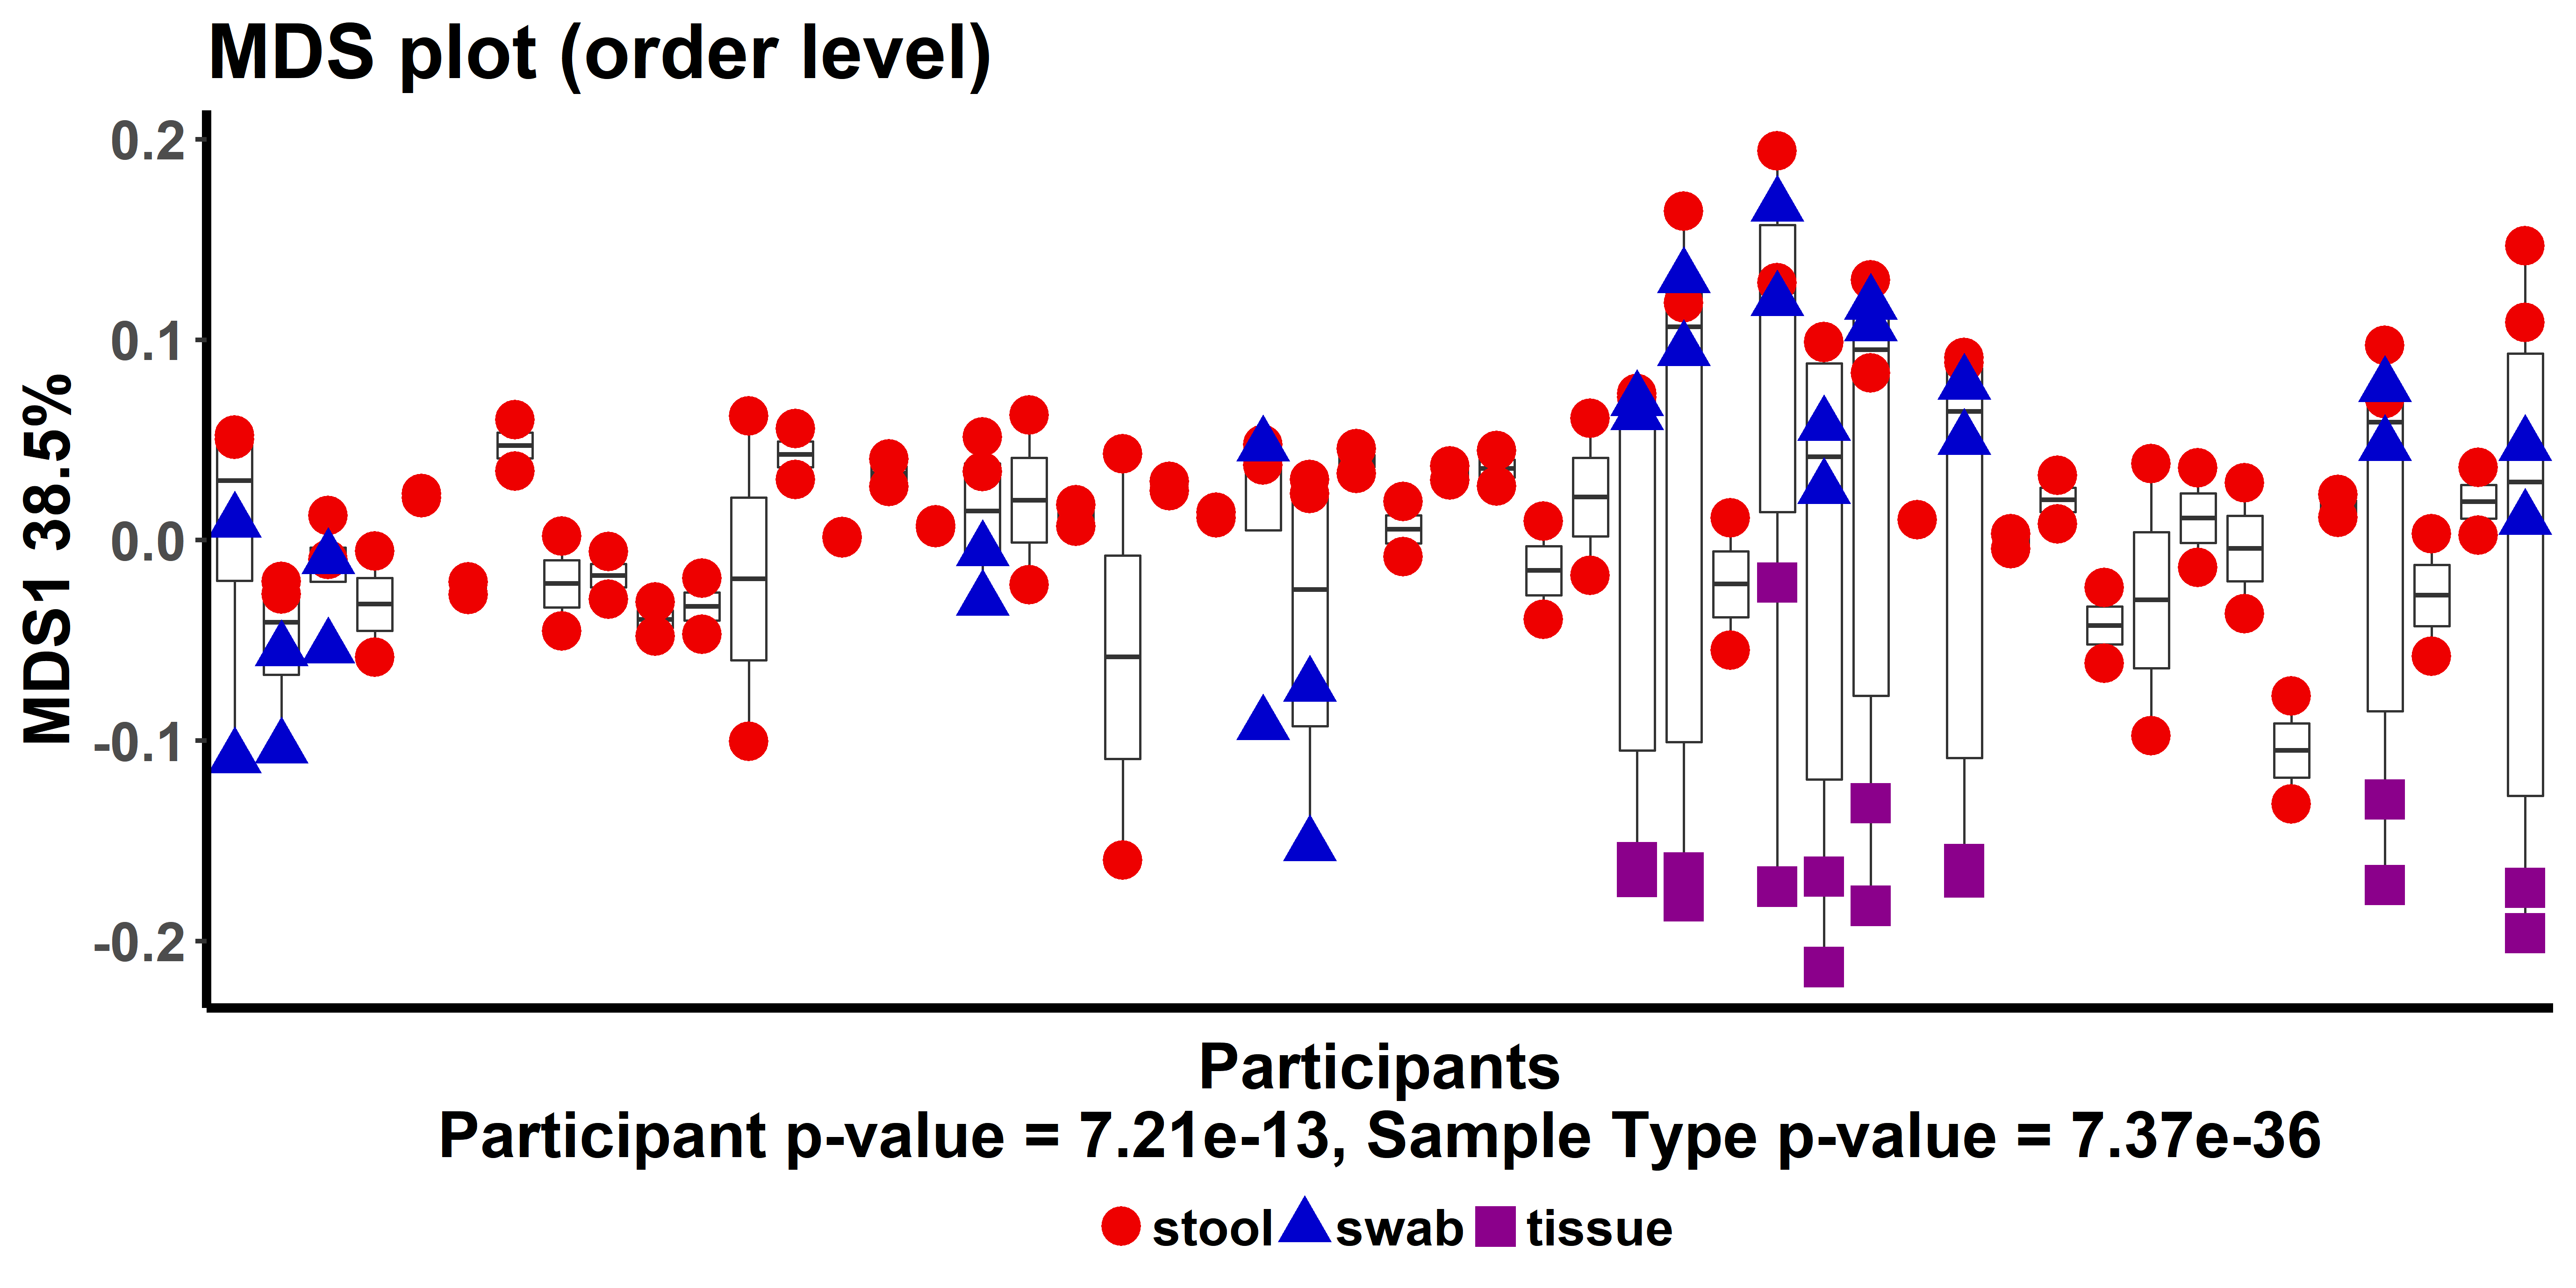 MDS plot (order level)
MDS1 38.5%
0.2
0.1
0.0
-0.1
-0.2
Participants
Participant p-value = 7.21e-13, Sample Type p-value = 7.37e-36
stool swab tissue